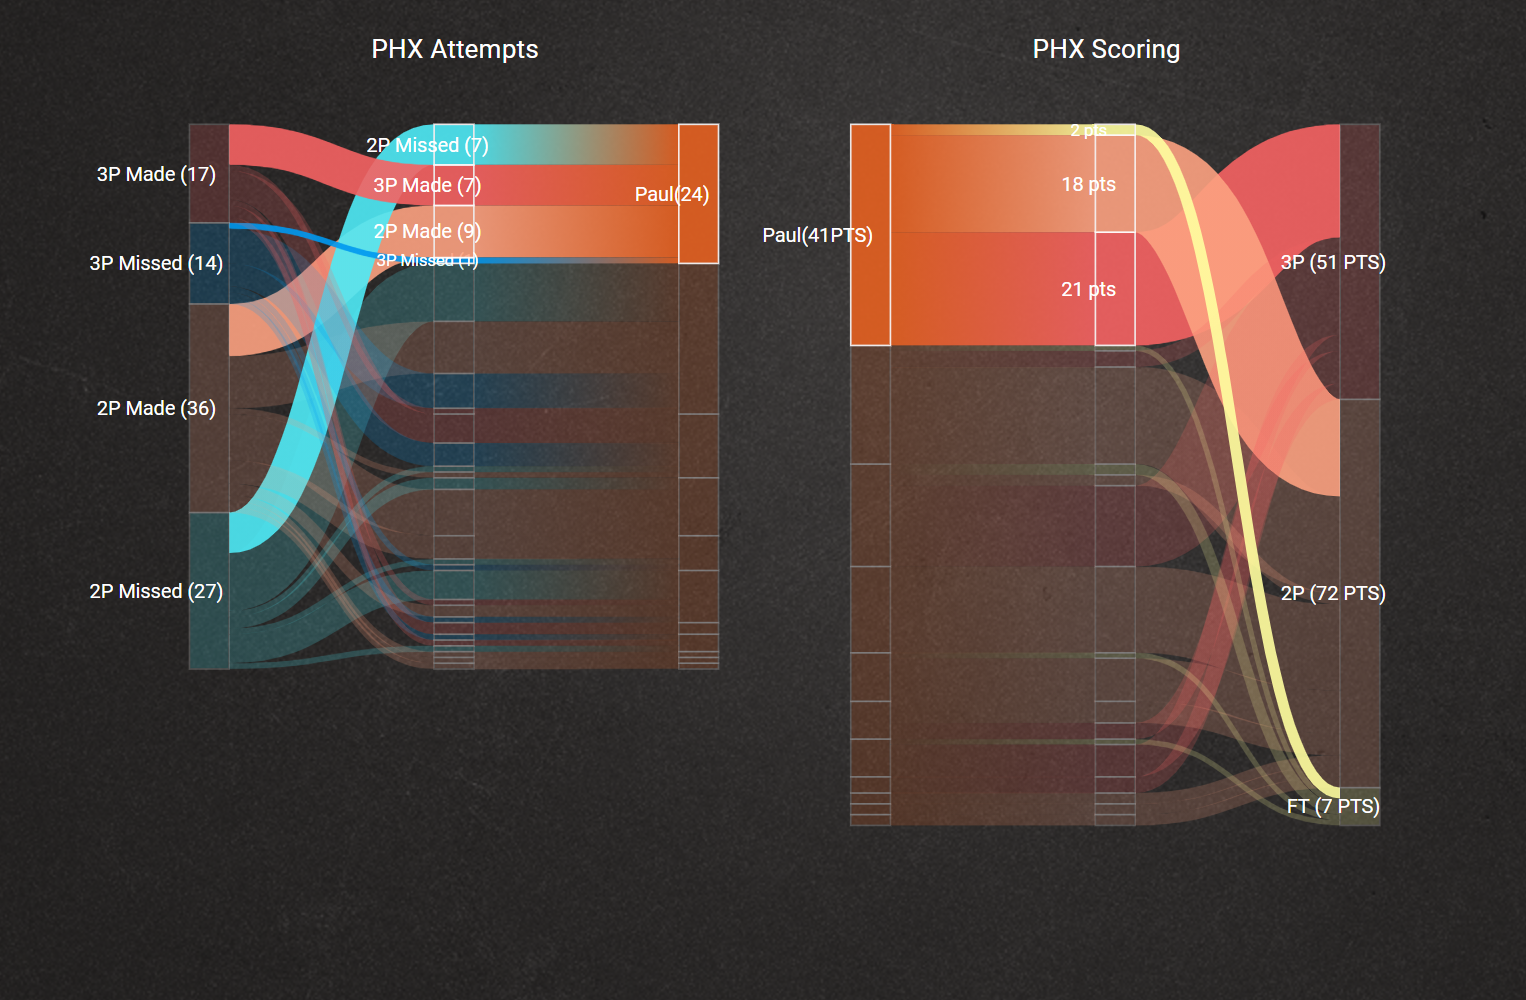 PHX Attempts
PHX Scoring
2P Missed (7)
3P Made (17)
3P Made (7)
Paul(24)
2P Made (9)
3P Missed (14)
3P Missed (1)
2P Made (36)
2P Missed (27)
2 pts
18 pts
Paul(41PTS)
3P (51 PTS)
21 pts
2P (72 PTS)
FT (7 PTS)